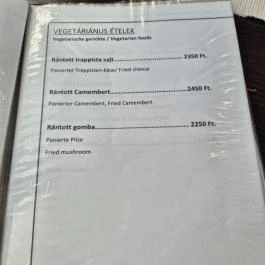 VEGETÁRIÁNUS ÉTELEK
Vegetarische gerichte / Vegetarian foods
Rántott trappista sajt.................................2350 Ft.
Panierter Trappisten-Käse/ Fried cheese
Rántott Camembert.................................2450 Ft.
Panierter Camembert, Fried Camembert
Rántott gomba.................................2250 Ft.
Panierte Pilze
Fried mushroom